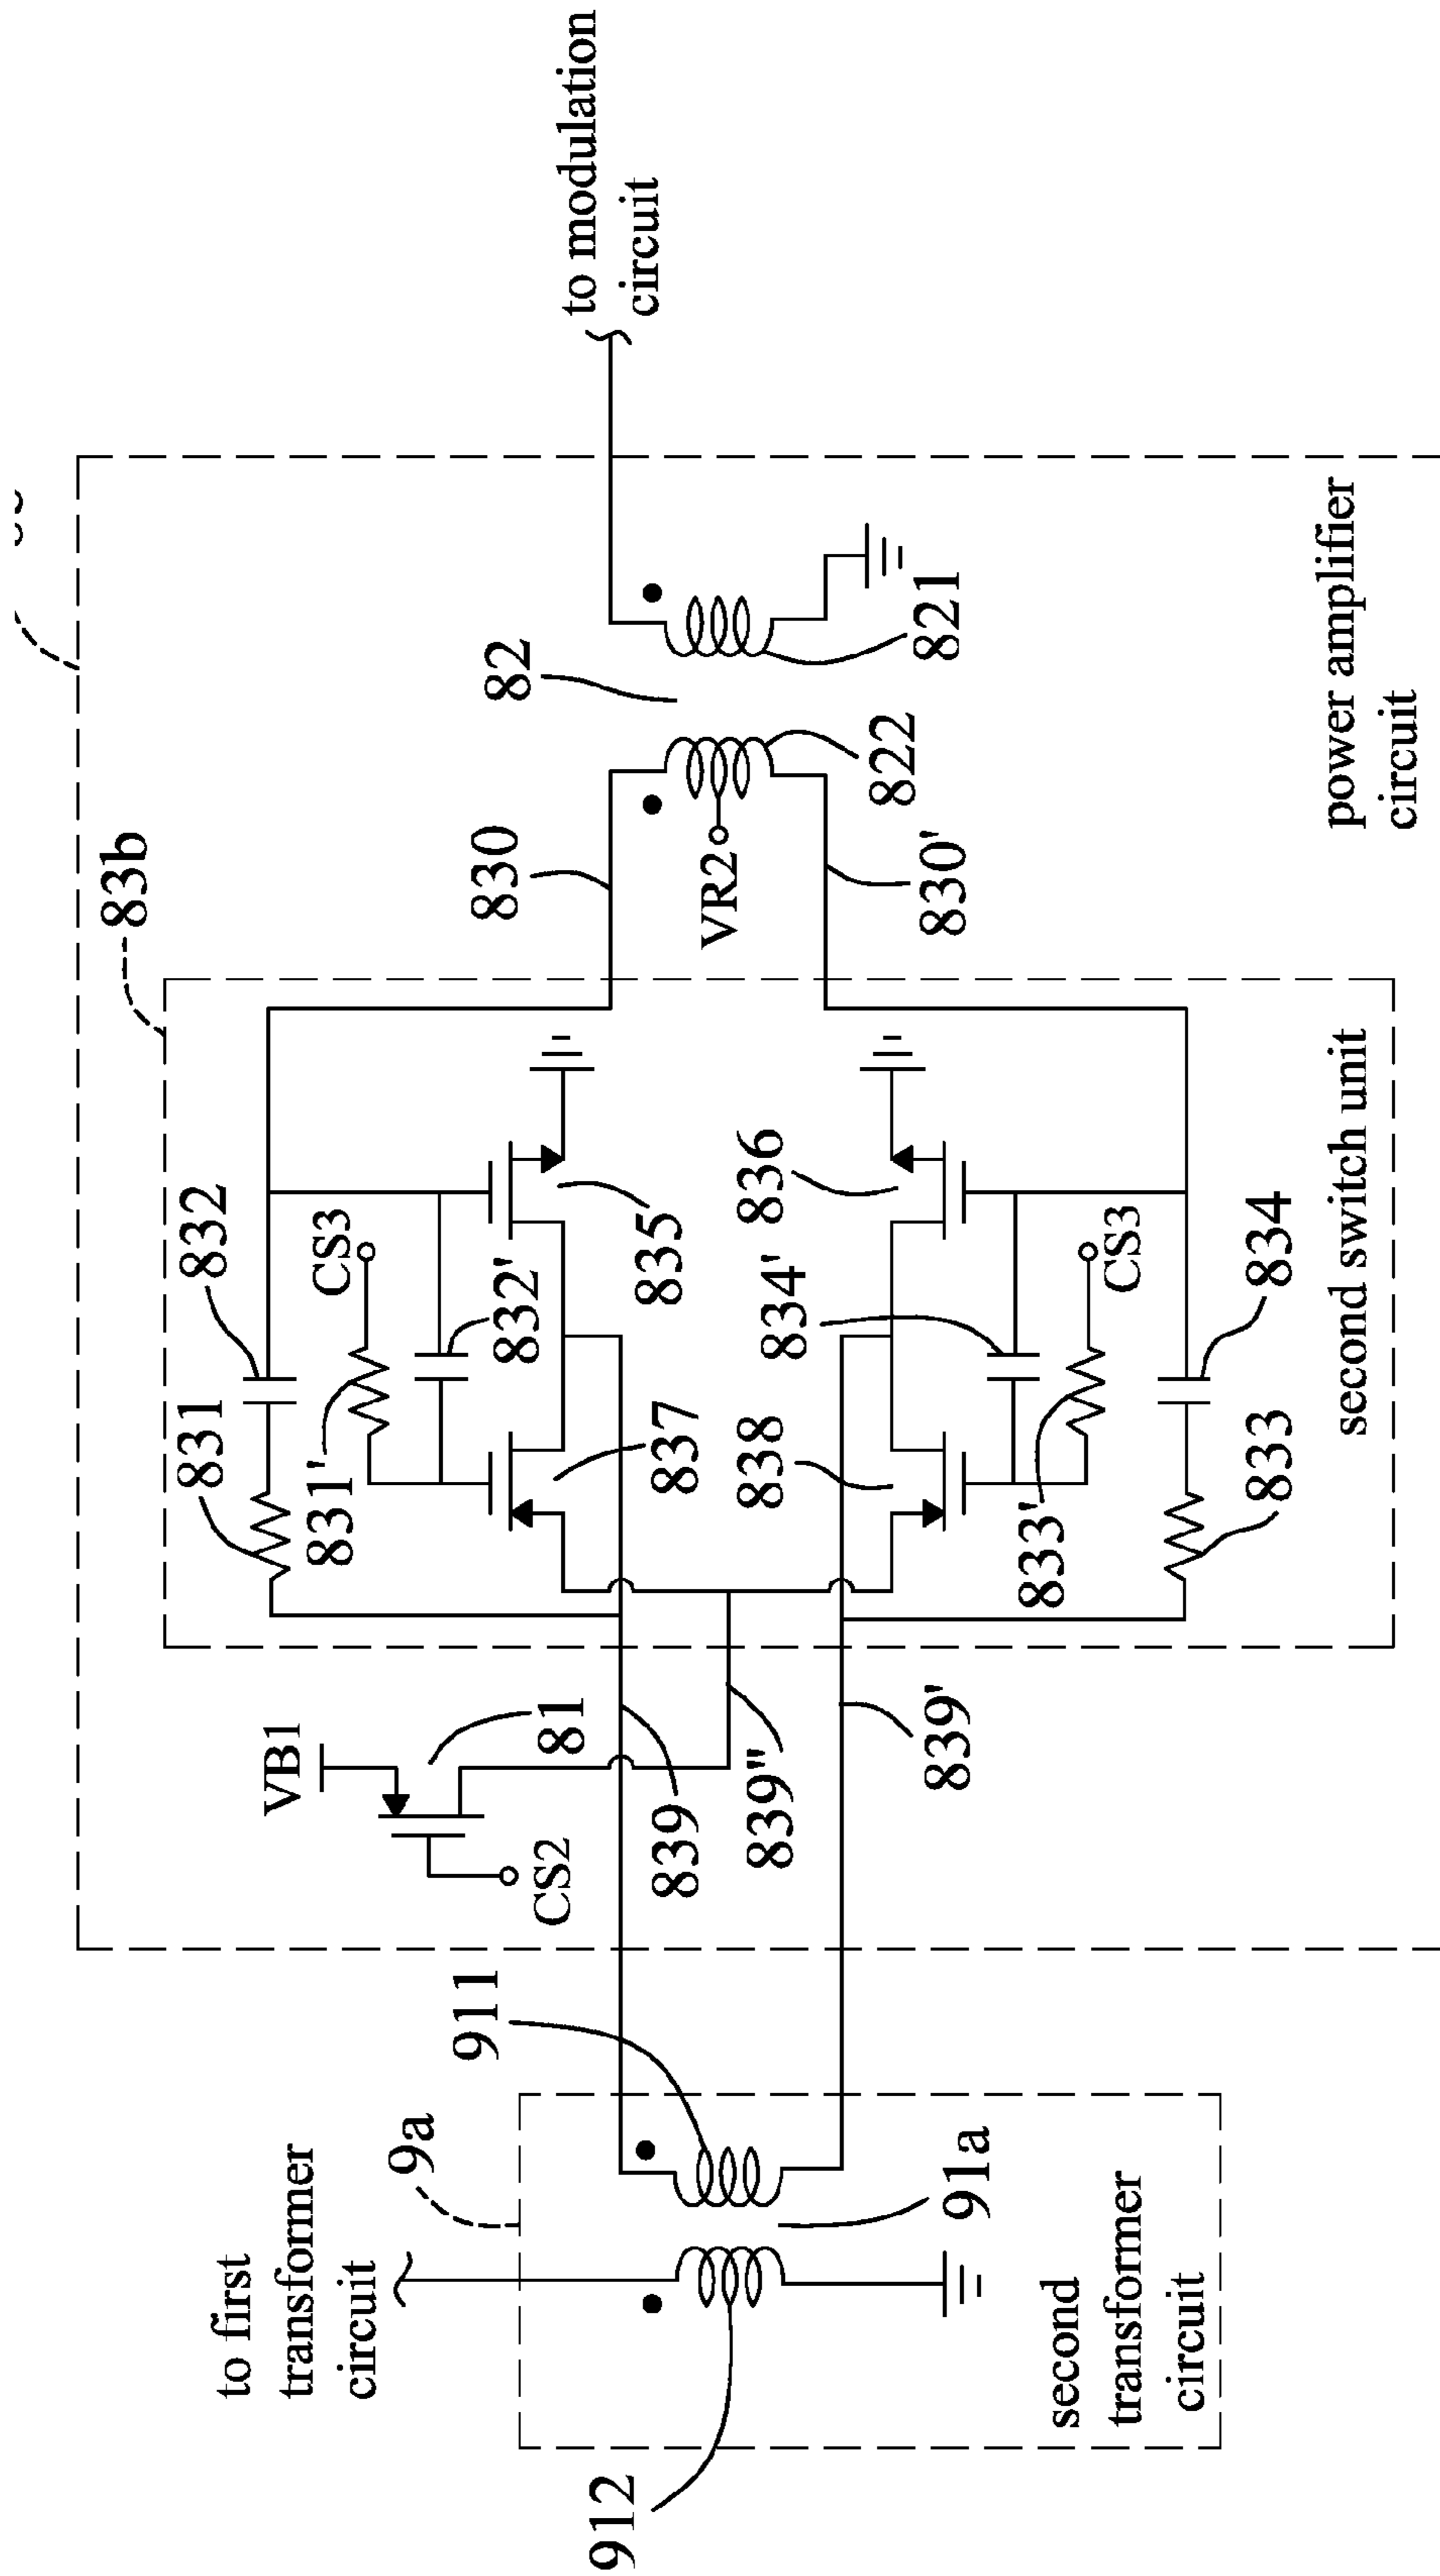 to first
transformer
circuit
9a
912
911
91a
second
transformer
circuit
VB1
81
CS2
839
839"
839'
83b
831
832
831'
CS3
832'
837
835
838
836
834'
833'
CS3
833
834
second switch unit
830
VR2
830'
82
822
821
power amplifier
circuit
to modulation
circuit